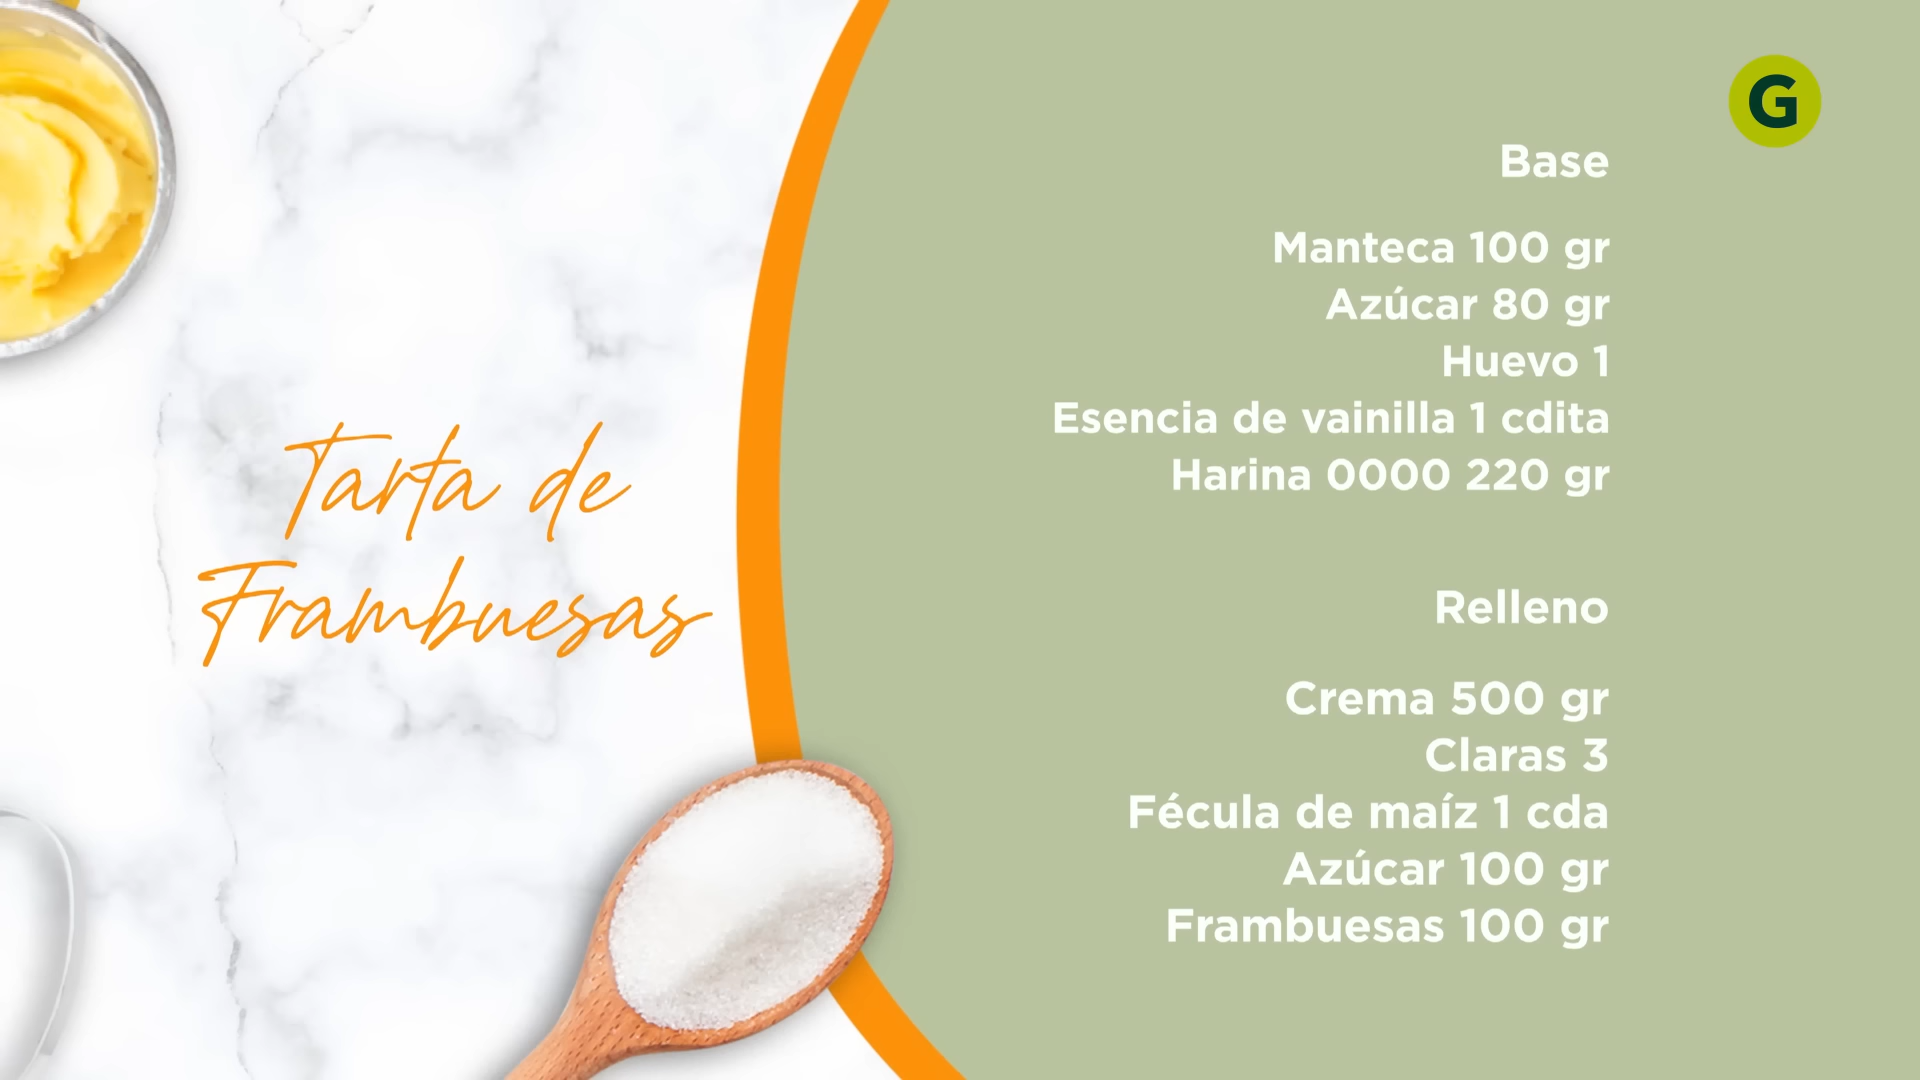 Tarta de
Frambuesas
G
Base
Manteca 100 gr
Azúcar 80 gr
Huevo 1
Esencia de vainilla 1 cdita
Harina 0000 220 gr
Relleno
Crema 500 gr
Claras 3
Fécula de maíz 1 cda
Azúcar 100 gr
Frambuesas 100 gr